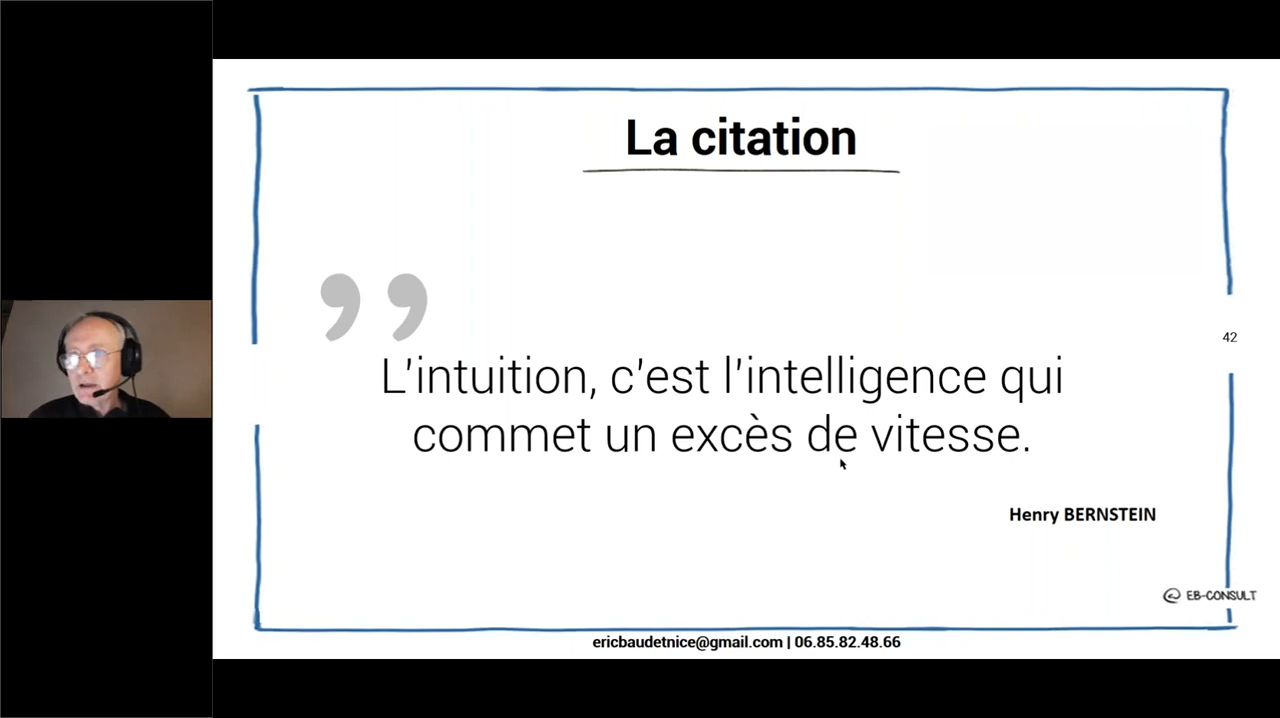 La citation
”
L'intuition, c'est l'intelligence qui
commet un excès de vitesse.
42
Henry BERNSTEIN
@ EB-CONSULT
ericbaudetnice@gmail.com | 06.85.82.48.66